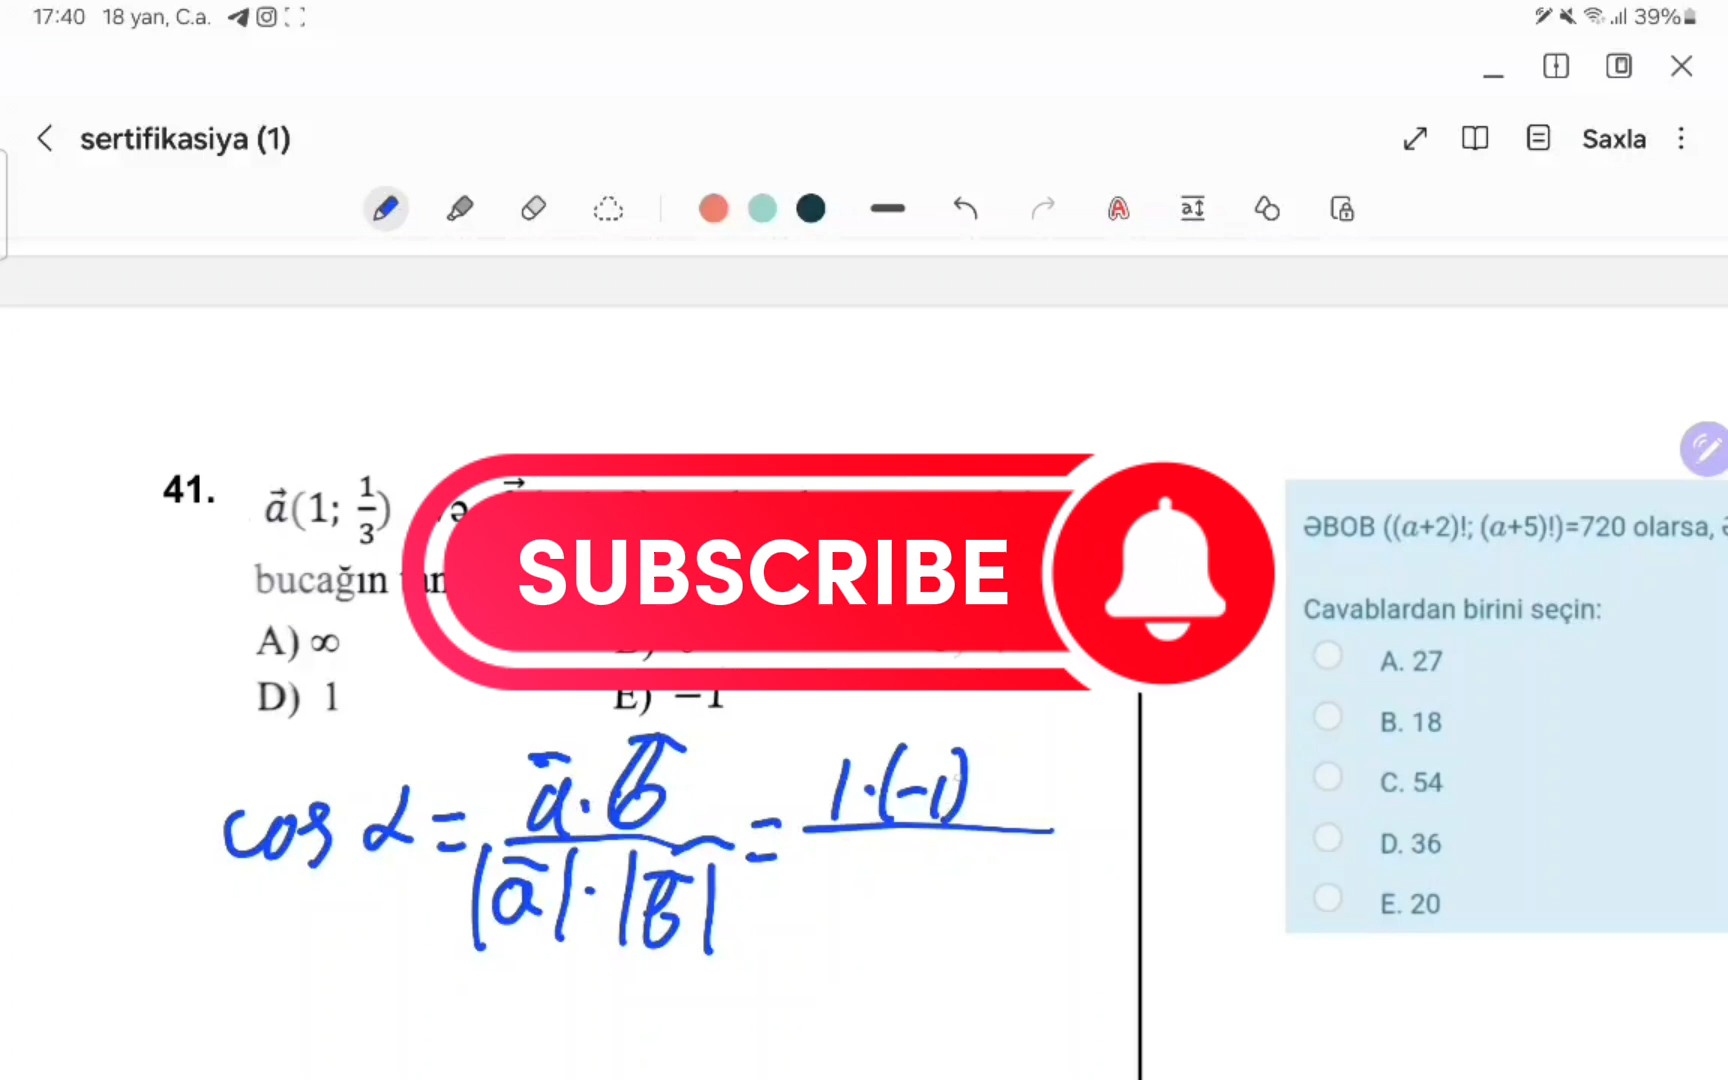 17:40 18 yan, C.a. 39%
sertifikasiya (1) Saxla
41. a⃗(1; 1/3) və
bucağın
A) ∞
D) 1 E) −1
SUBSCRIBE
cos α = a̅·b⃗ / |a̅|·|b̅| = 1·(-1)
ƏBOB ((a+2)!; (a+5)!)=720 olarsa,
Cavablardan birini seçin:
A. 27
B. 18
C. 54
D. 36
E. 20